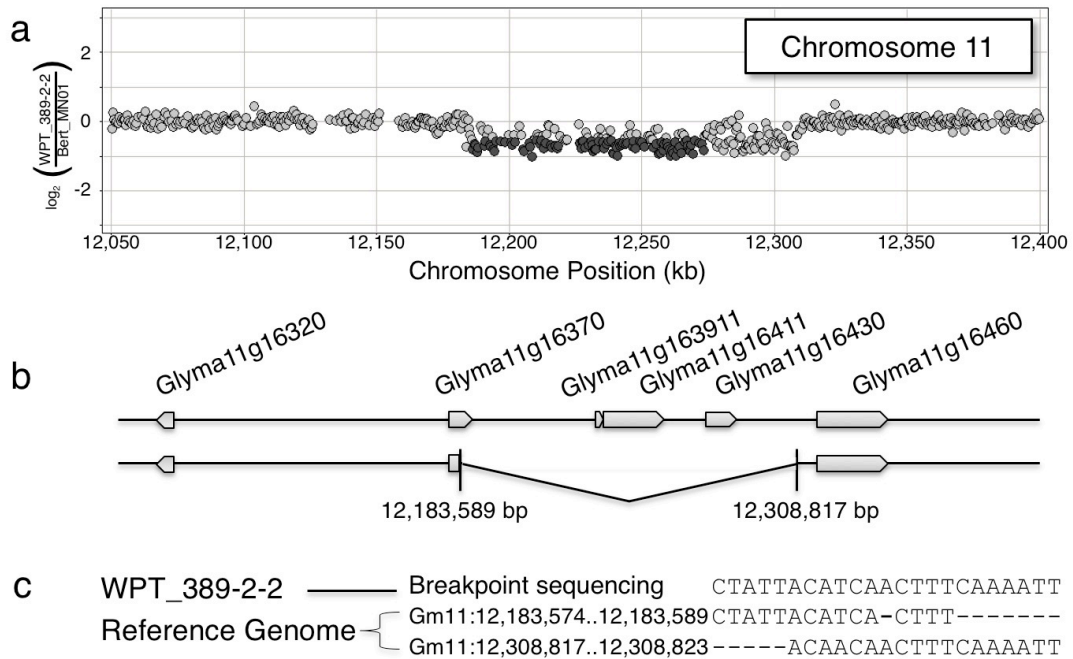 a
Chromosome 11
log2 (WPT_389-2-2 / Bert_MN01)
2
0
-2
12,050 12,100 12,150 12,200 12,250 12,300 12,350 12,400
Chromosome Position (kb)
b
Glyma11g16320 Glyma11g16370 Glyma11g163911 Glyma11g16411 Glyma11g16430 Glyma11g16460
12,183,589 bp 12,308,817 bp
c
WPT_389-2-2 Breakpoint sequencing CTATTACATCAACTTTCAAAATT
Reference Genome
Gm11:12,183,574..12,183,589 CTATTACATCA-CTTT-------
Gm11:12,308,817..12,308,823 -----ACAACAACTTTCAAAATT